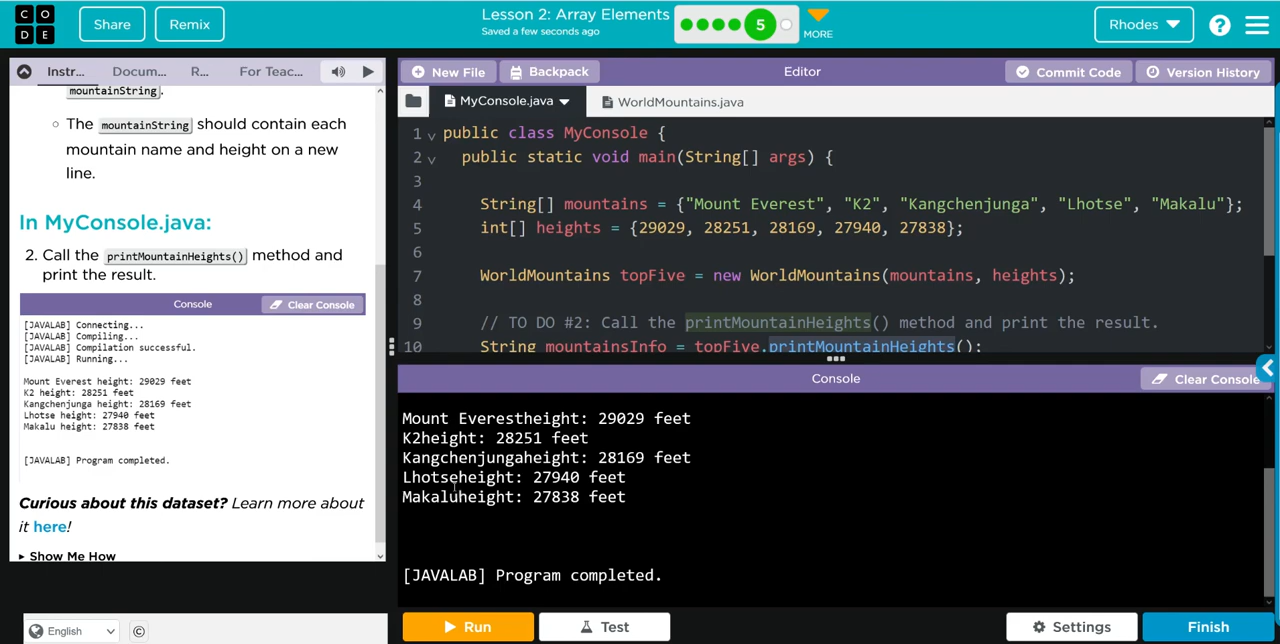 CODE
Share
Remix
Lesson 2: Array Elements
Saved a few seconds ago
5
MORE
Rhodes
?
Instr...
Docum...
R...
For Teac...
mountainString.
The mountainString should contain each
mountain name and height on a new
line.
In MyConsole.java:
2. Call the printMountainHeights() method and
print the result.
Console
Clear Console
[JAVALAB] Connecting...
[JAVALAB] Compiling...
[JAVALAB] Compilation successful.
[JAVALAB] Running...
Mount Everest height: 29029 feet
K2 height: 28251 feet
Kangchenjunga height: 28169 feet
Lhotse height: 27940 feet
Makalu height: 27838 feet
[JAVALAB] Program completed.
Curious about this dataset? Learn more about
it here!
Show Me How
English
©
New File
Backpack
Editor
Commit Code
Version History
MyConsole.java
WorldMountains.java
1 public class MyConsole {
2 public static void main(String[] args) {
3
4 String[] mountains = {"Mount Everest", "K2", "Kangchenjunga", "Lhotse", "Makalu"};
5 int[] heights = {29029, 28251, 28169, 27940, 27838};
6
7 WorldMountains topFive = new WorldMountains(mountains, heights);
8
9 // TO DO #2: Call the printMountainHeights() method and print the result.
10 String mountainsInfo = topFive.printMountainHeights();
Console
Clear Console
Mount Everestheight: 29029 feet
K2height: 28251 feet
Kangchenjungaheight: 28169 feet
Lhotseheight: 27940 feet
Makaluheight: 27838 feet
[JAVALAB] Program completed.
Run
Test
Settings
Finish